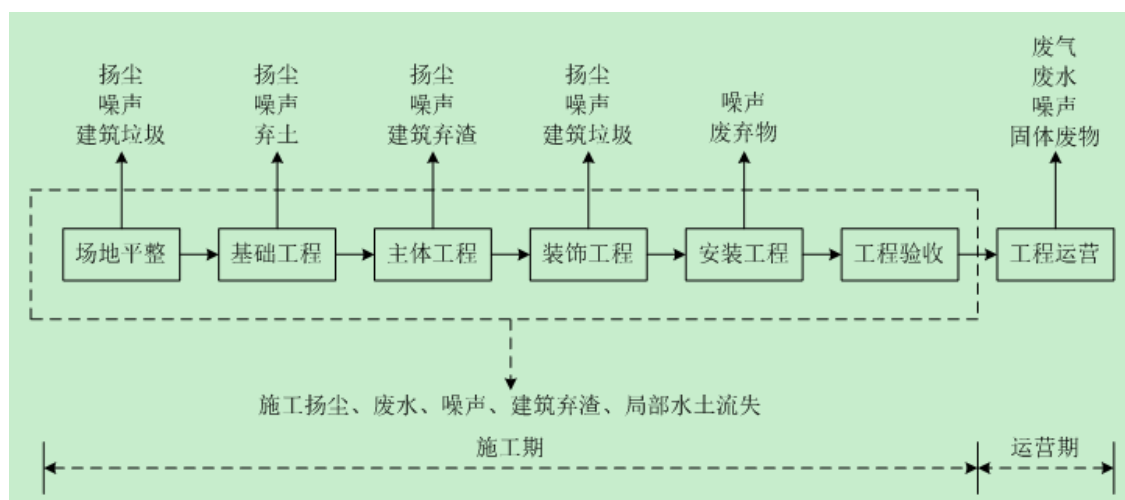 扬尘
噪声
建筑垃圾
扬尘
噪声
弃土
扬尘
噪声
建筑弃渣
扬尘
噪声
建筑垃圾
噪声
废弃物
废气
废水
噪声
固体废物
场地平整
基础工程
主体工程
装饰工程
安装工程
工程验收
工程运营
施工扬尘、废水、噪声、建筑弃渣、局部水土流失
施工期
运营期